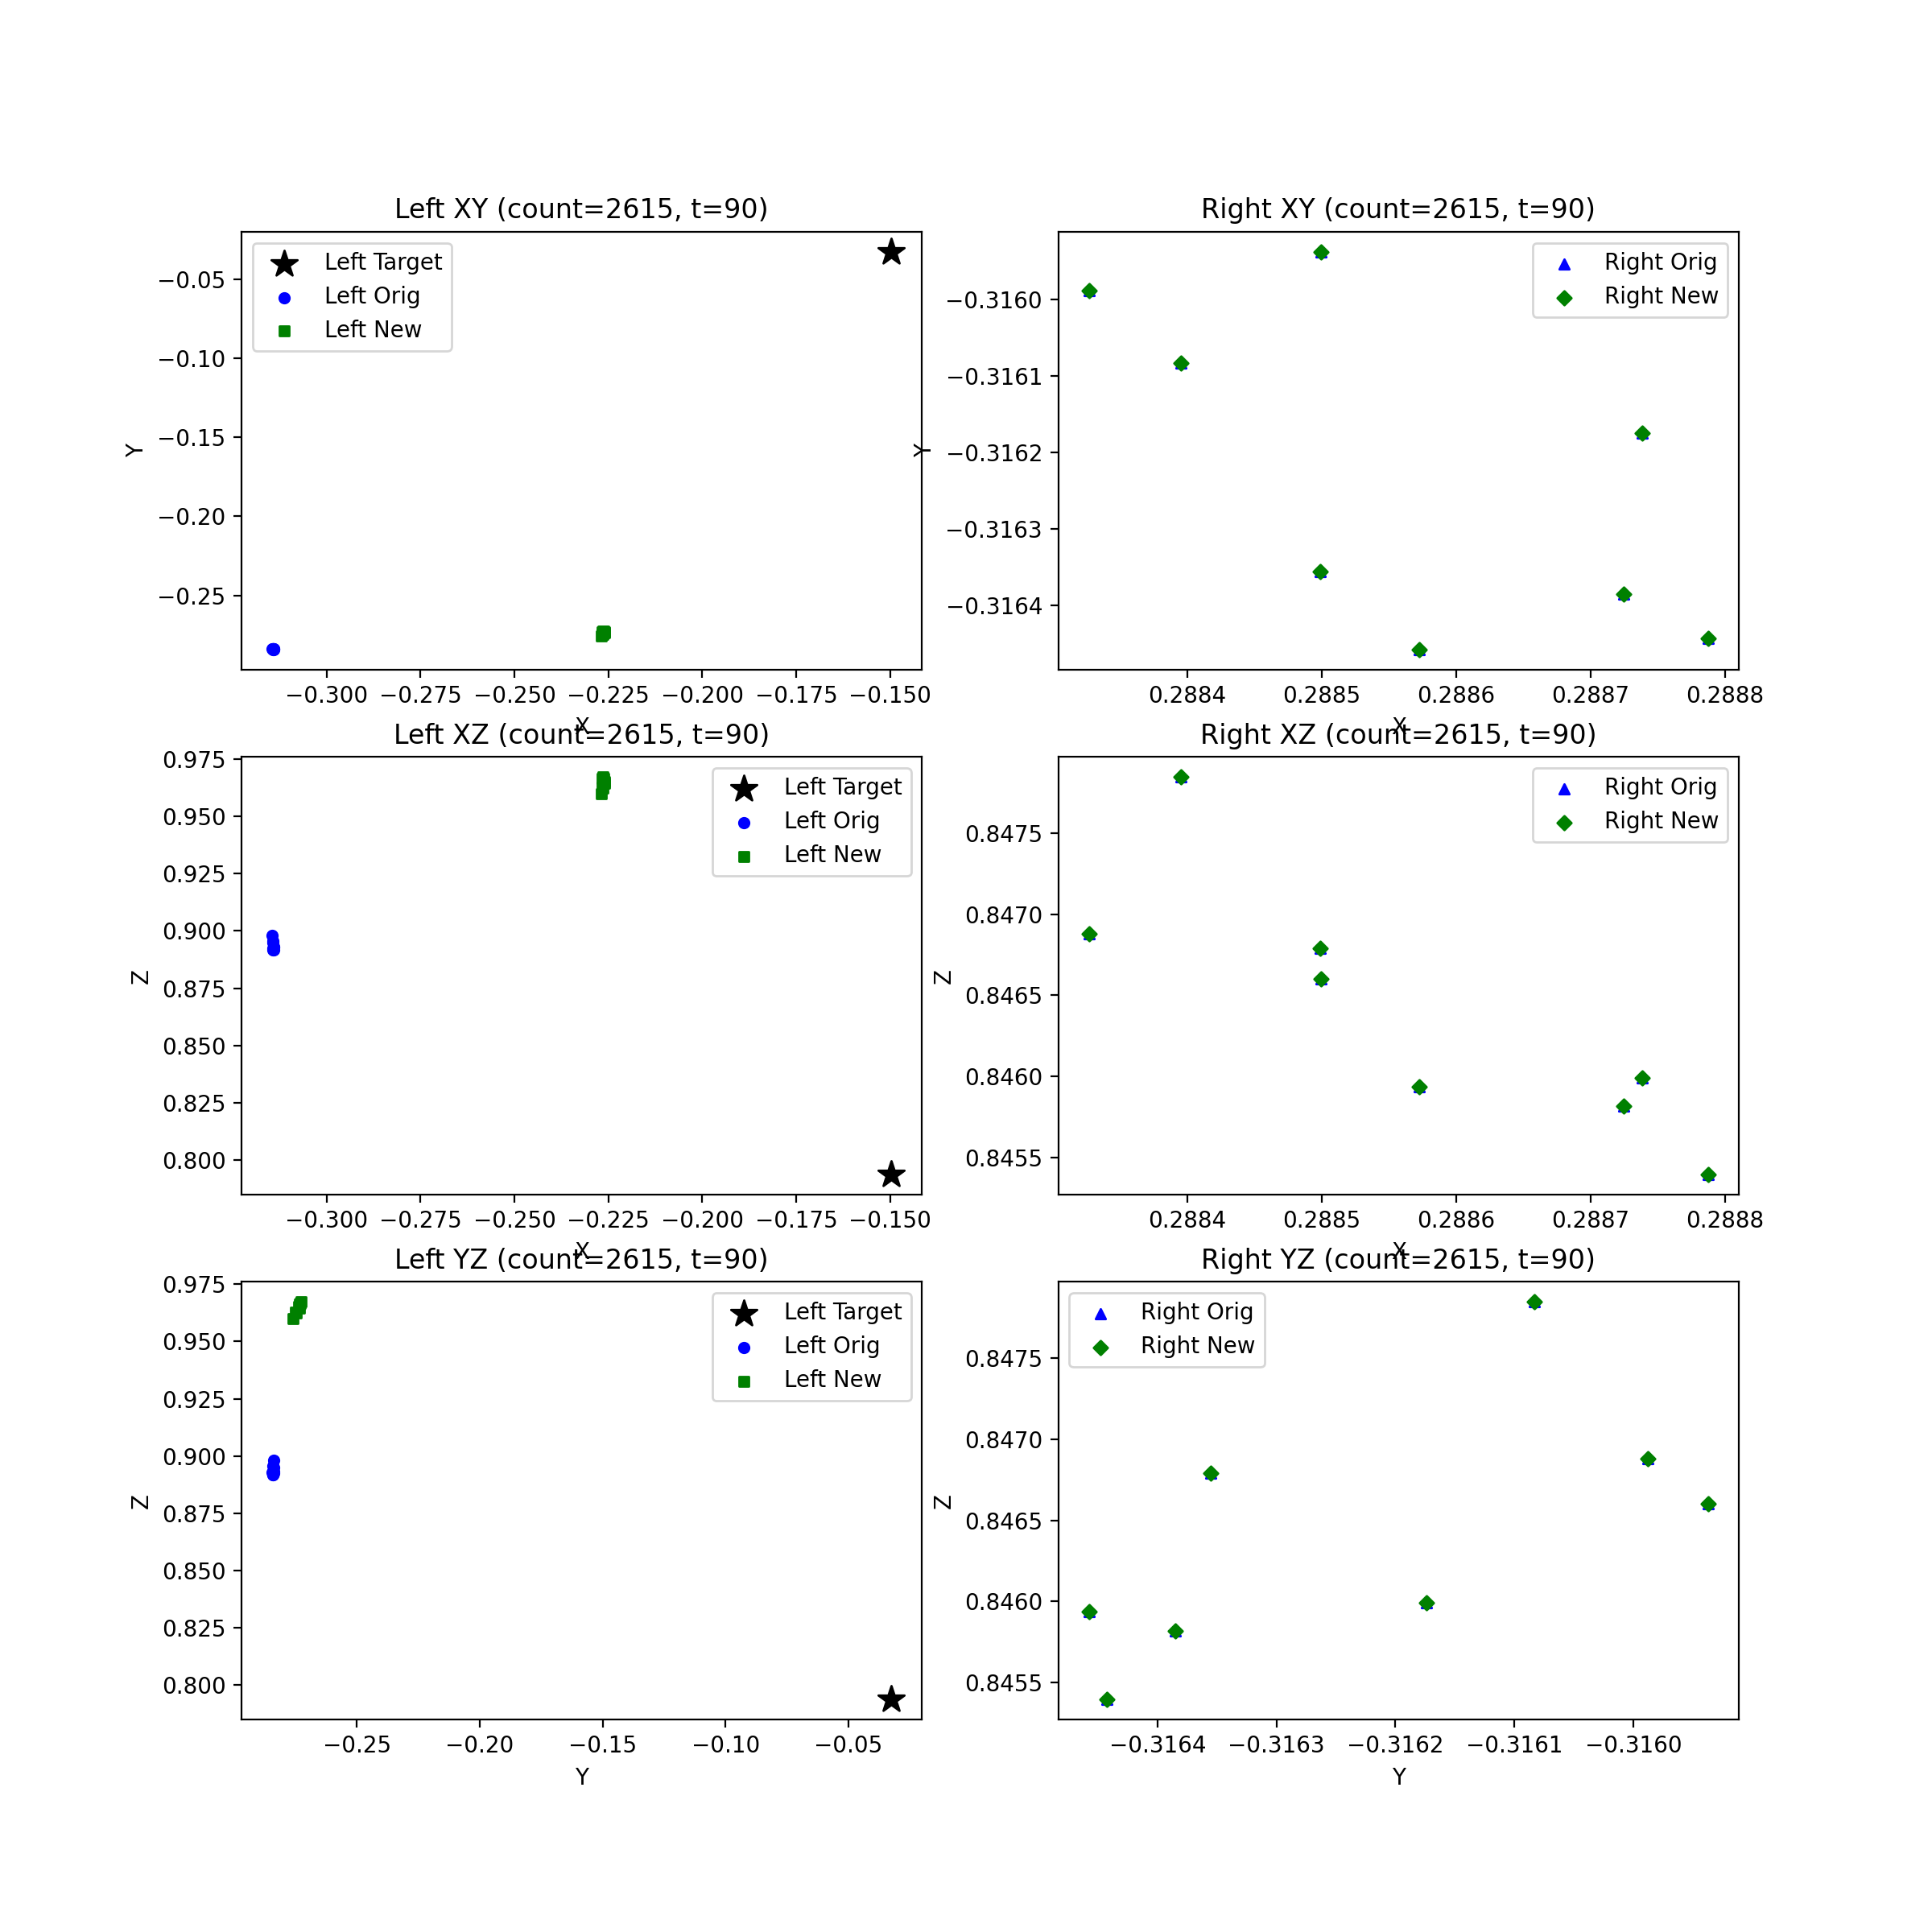 Left XY (count=2615, t=90)
Left Target
Left Orig
Left New
−0.05
−0.10
−0.15
−0.20
−0.25
Y
−0.300 −0.275 −0.250 −0.225 −0.200 −0.175 −0.150
X
Right XY (count=2615, t=90)
Right Orig
Right New
−0.3160
−0.3161
−0.3162
−0.3163
−0.3164
Y
0.2884 0.2885 0.2886 0.2887 0.2888
X
Left XZ (count=2615, t=90)
Left Target
Left Orig
Left New
0.975
0.950
0.925
0.900
0.875
0.850
0.825
0.800
Z
−0.300 −0.275 −0.250 −0.225 −0.200 −0.175 −0.150
X
Right XZ (count=2615, t=90)
Right Orig
Right New
0.8475
0.8470
0.8465
0.8460
0.8455
Z
0.2884 0.2885 0.2886 0.2887 0.2888
X
Left YZ (count=2615, t=90)
Left Target
Left Orig
Left New
0.975
0.950
0.925
0.900
0.875
0.850
0.825
0.800
Z
−0.25 −0.20 −0.15 −0.10 −0.05
Y
Right YZ (count=2615, t=90)
Right Orig
Right New
0.8475
0.8470
0.8465
0.8460
0.8455
Z
−0.3164 −0.3163 −0.3162 −0.3161 −0.3160
Y